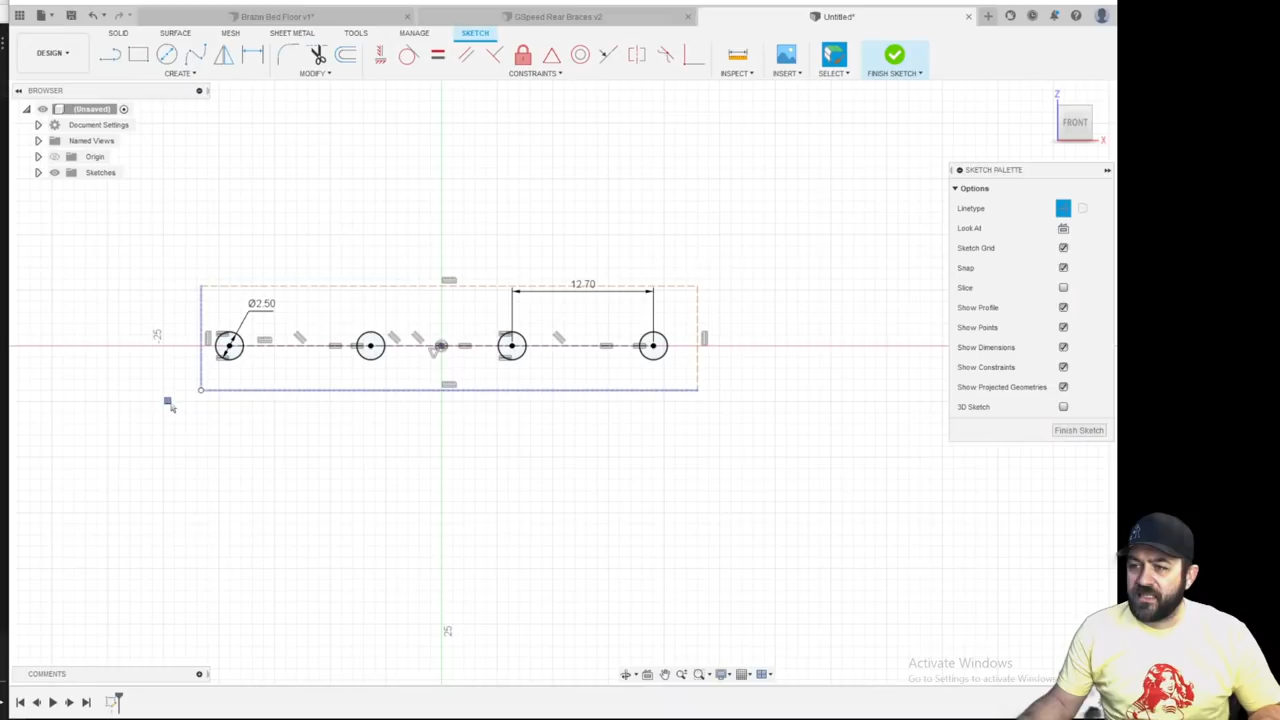 Brazin Bed Floor v1*
GSpeed Rear Braces v2
Untitled*
DESIGN
SOLID
SURFACE
MESH
SHEET METAL
TOOLS
MANAGE
SKETCH
CREATE
MODIFY
CONSTRAINTS
INSPECT
INSERT
SELECT
FINISH SKETCH
BROWSER
(Unsaved)
Document Settings
Named Views
Origin
Sketches
Z
FRONT
X
SKETCH PALETTE
Options
Linetype
Look At
Sketch Grid
Snap
Slice
Show Profile
Show Points
Show Dimensions
Show Constraints
Show Projected Geometries
3D Sketch
Finish Sketch
12.70
Ø2.50
-25
25
COMMENTS
Activate Windows
Go to Settings to activate Windows.